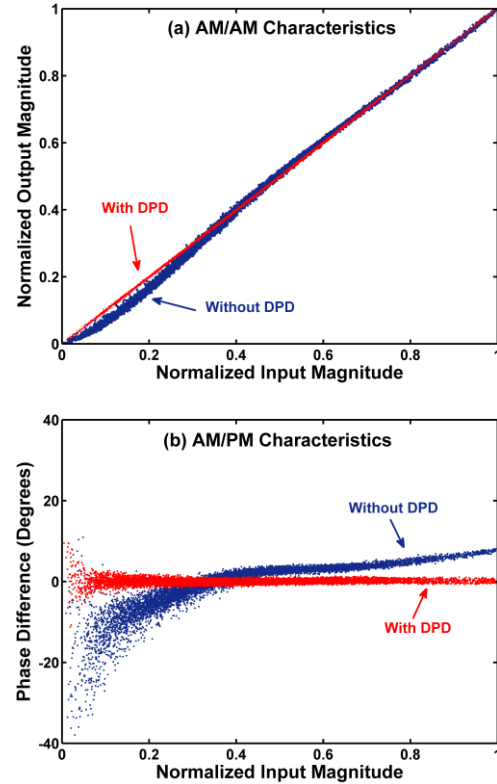 (a) AM/AM Characteristics
Normalized Output Magnitude
1
0.8
0.6
0.4
0.2
0
With DPD
Without DPD
0 0.2 0.4 0.6 0.8 1
Normalized Input Magnitude
(b) AM/PM Characteristics
Phase Difference (Degrees)
40
20
0
-20
-40
Without DPD
With DPD
0 0.2 0.4 0.6 0.8 1
Normalized Input Magnitude